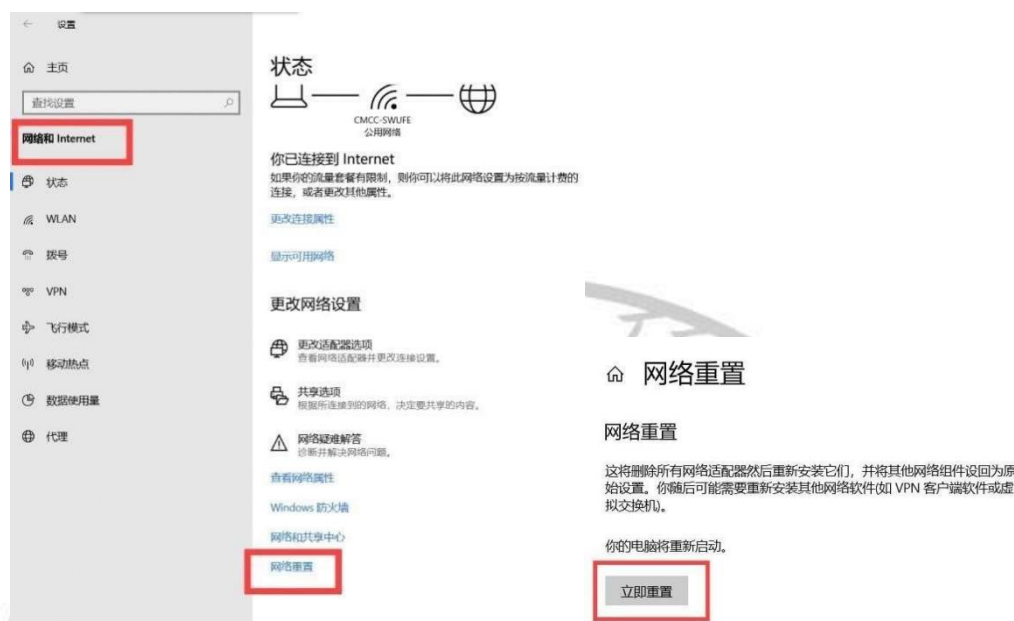 设置
主页
查找设置
网络和 Internet
状态
WLAN
拨号
VPN
飞行模式
移动热点
数据使用量
代理
状态
CMCC-SWUFE
公用网络
你已连接到 Internet
如果你的流量套餐有限制，则你可以将此网络设置为按流量计费的
连接，或者更改其他属性。
更改连接属性
显示可用网络
更改网络设置
更改适配器选项
查看网络适配器并更改连接设置。
共享选项
根据所连接到的网络，决定要共享的内容。
网络疑难解答
诊断并解决网络问题。
查看网络属性
Windows 防火墙
网络和共享中心
网络重置
网络重置
网络重置
这将删除所有网络适配器然后重新安装它们，并将其他网络组件设回为原
始设置。你随后可能需要重新安装其他网络软件(如 VPN 客户端软件或虚
拟交换机)。
你的电脑将重新启动。
立即重置